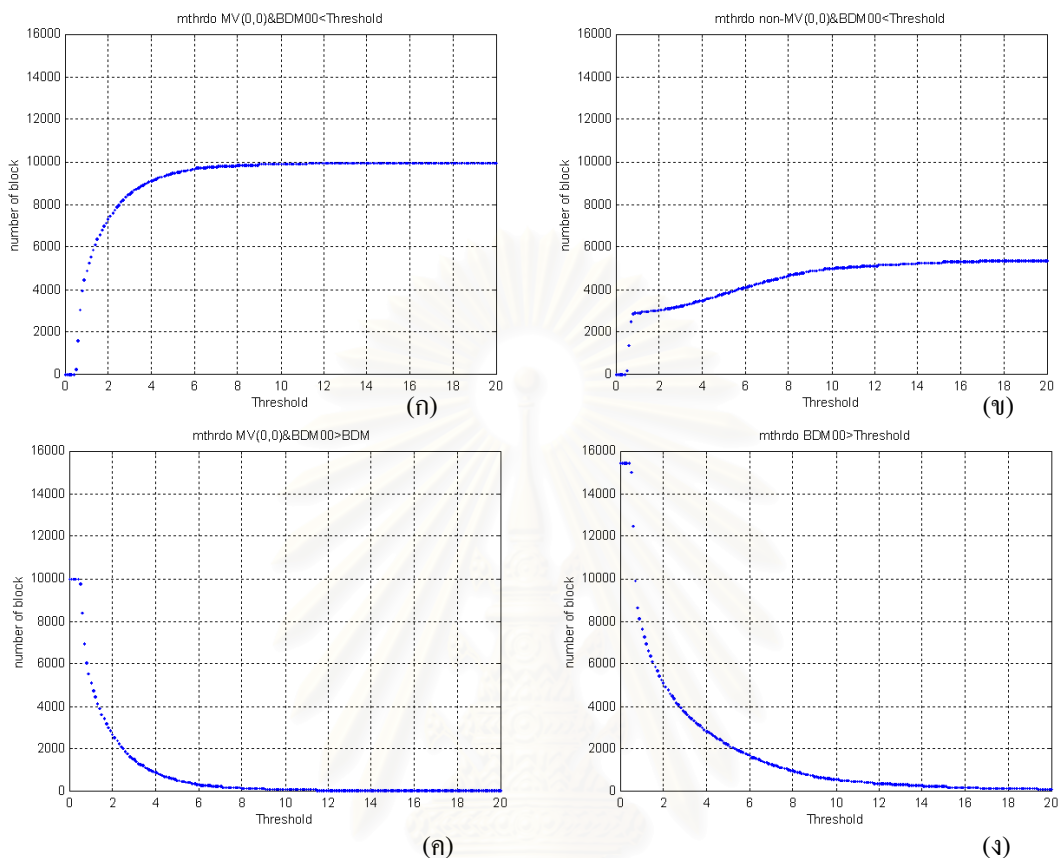 mthrdo MV(0,0)&BDM00<Threshold
16000
14000
12000
10000
8000
6000
4000
2000
0
number of block
0 2 4 6 8 10 12 14 16 18 20
Threshold
(ก)
mthrdo non-MV(0,0)&BDM00<Threshold
16000
14000
12000
10000
8000
6000
4000
2000
0
number of block
0 2 4 6 8 10 12 14 16 18 20
Threshold
(ข)
mthrdo MV(0,0)&BDM00>BDM
16000
14000
12000
10000
8000
6000
4000
2000
0
number of block
0 2 4 6 8 10 12 14 16 18 20
Threshold
(ค)
mthrdo BDM00>Threshold
16000
14000
12000
10000
8000
6000
4000
2000
0
number of block
0 2 4 6 8 10 12 14 16 18 20
Threshold
(ง)